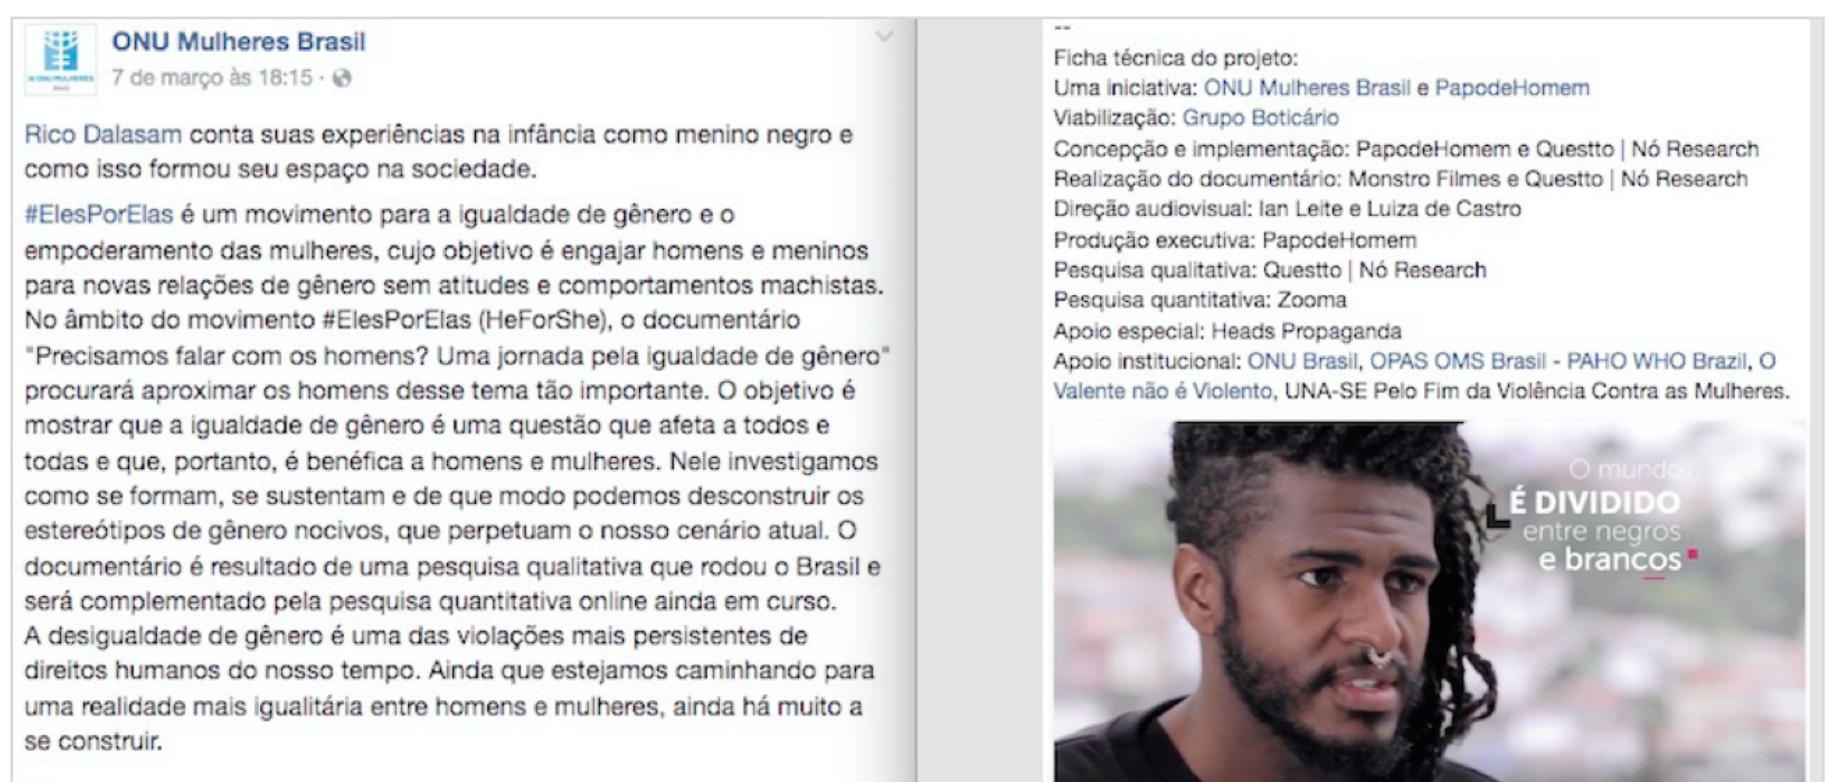 ONU Mulheres Brasil
7 de março às 18:15 ·
Rico Dalasam conta suas experiências na infância como menino negro e
como isso formou seu espaço na sociedade.
#ElesPorElas é um movimento para a igualdade de gênero e o
empoderamento das mulheres, cujo objetivo é engajar homens e meninos
para novas relações de gênero sem atitudes e comportamentos machistas.
No âmbito do movimento #ElesPorElas (HeForShe), o documentário
"Precisamos falar com os homens? Uma jornada pela igualdade de gênero"
procurará aproximar os homens desse tema tão importante. O objetivo é
mostrar que a igualdade de gênero é uma questão que afeta a todos e
todas e que, portanto, é benéfica a homens e mulheres. Nele investigamos
como se formam, se sustentam e de que modo podemos desconstruir os
estereótipos de gênero nocivos, que perpetuam o nosso cenário atual. O
documentário é resultado de uma pesquisa qualitativa que rodou o Brasil e
será complementado pela pesquisa quantitativa online ainda em curso.
A desigualdade de gênero é uma das violações mais persistentes de
direitos humanos do nosso tempo. Ainda que estejamos caminhando para
uma realidade mais igualitária entre homens e mulheres, ainda há muito a
se construir.
--
Ficha técnica do projeto:
Uma iniciativa: ONU Mulheres Brasil e PapodeHomem
Viabilização: Grupo Boticário
Concepção e implementação: PapodeHomem e Questto | Nó Research
Realização do documentário: Monstro Filmes e Questto | Nó Research
Direção audiovisual: Ian Leite e Luiza de Castro
Produção executiva: PapodeHomem
Pesquisa qualitativa: Questto | Nó Research
Pesquisa quantitativa: Zooma
Apoio especial: Heads Propaganda
Apoio institucional: ONU Brasil, OPAS OMS Brasil - PAHO WHO Brazil, O
Valente não é Violento, UNA-SE Pelo Fim da Violência Contra as Mulheres.
O mundo
É DIVIDIDO
entre negros
e brancos